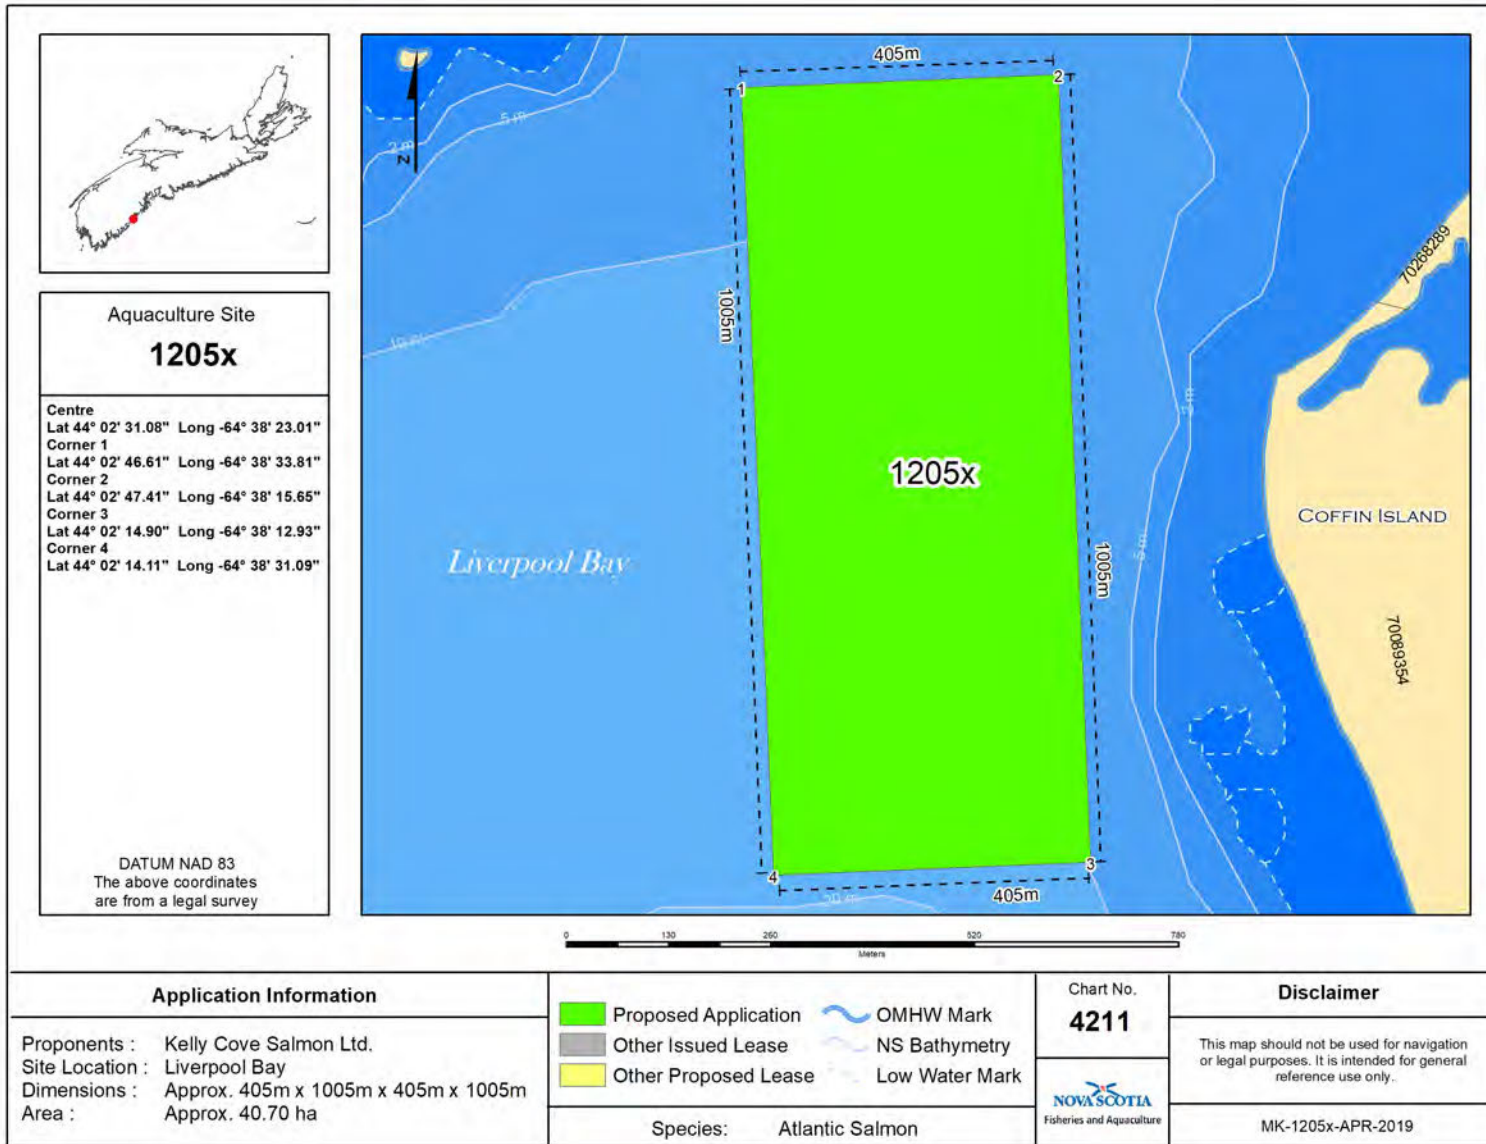 Aquaculture Site
1205x
Centre
Lat 44° 02' 31.08" Long -64° 38' 23.01"
Corner 1
Lat 44° 02' 46.61" Long -64° 38' 33.81"
Corner 2
Lat 44° 02' 47.41" Long -64° 38' 15.65"
Corner 3
Lat 44° 02' 14.90" Long -64° 38' 12.93"
Corner 4
Lat 44° 02' 14.11" Long -64° 38' 31.09"
DATUM NAD 83
The above coordinates
are from a legal survey
N
2 m
5 m
10 m
405m
1
2
1005m
1205x
Liverpool Bay
1005m
2 m
5 m
COFFIN ISLAND
70268289
70089354
4
3
405m
10 m
0 130 260 520 780
Meters
Application Information
Proponents : Kelly Cove Salmon Ltd.
Site Location : Liverpool Bay
Dimensions : Approx. 405m x 1005m x 405m x 1005m
Area : Approx. 40.70 ha
Proposed Application
Other Issued Lease
Other Proposed Lease
OMHW Mark
NS Bathymetry
Low Water Mark
Species: Atlantic Salmon
Chart No.
4211
NOVA SCOTIA
Fisheries and Aquaculture
Disclaimer
This map should not be used for navigation
or legal purposes. It is intended for general
reference use only.
MK-1205x-APR-2019